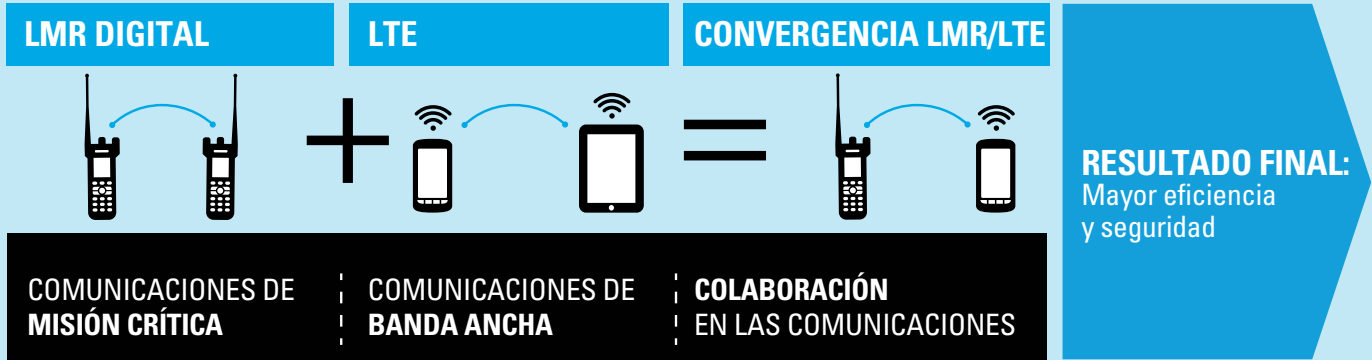 LMR DIGITAL
LTE
CONVERGENCIA LMR/LTE
RESULTADO FINAL:
Mayor eficiencia
y seguridad
COMUNICACIONES DE
MISIÓN CRÍTICA
COMUNICACIONES DE
BANDA ANCHA
COLABORACIÓN
EN LAS COMUNICACIONES